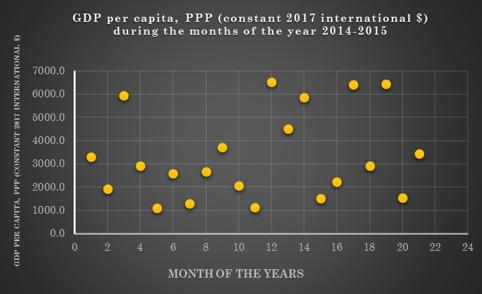 GDP per capita, PPP (constant 2017 international $)
during the months of the year 2014-2015
GDP PER CAPITA, PPP (CONSTANT 2017 INTERNATIONAL $)
7000.0
6000.0
5000.0
4000.0
3000.0
2000.0
1000.0
0.0
0 2 4 6 8 10 12 14 16 18 20 22 24
MONTH OF THE YEARS